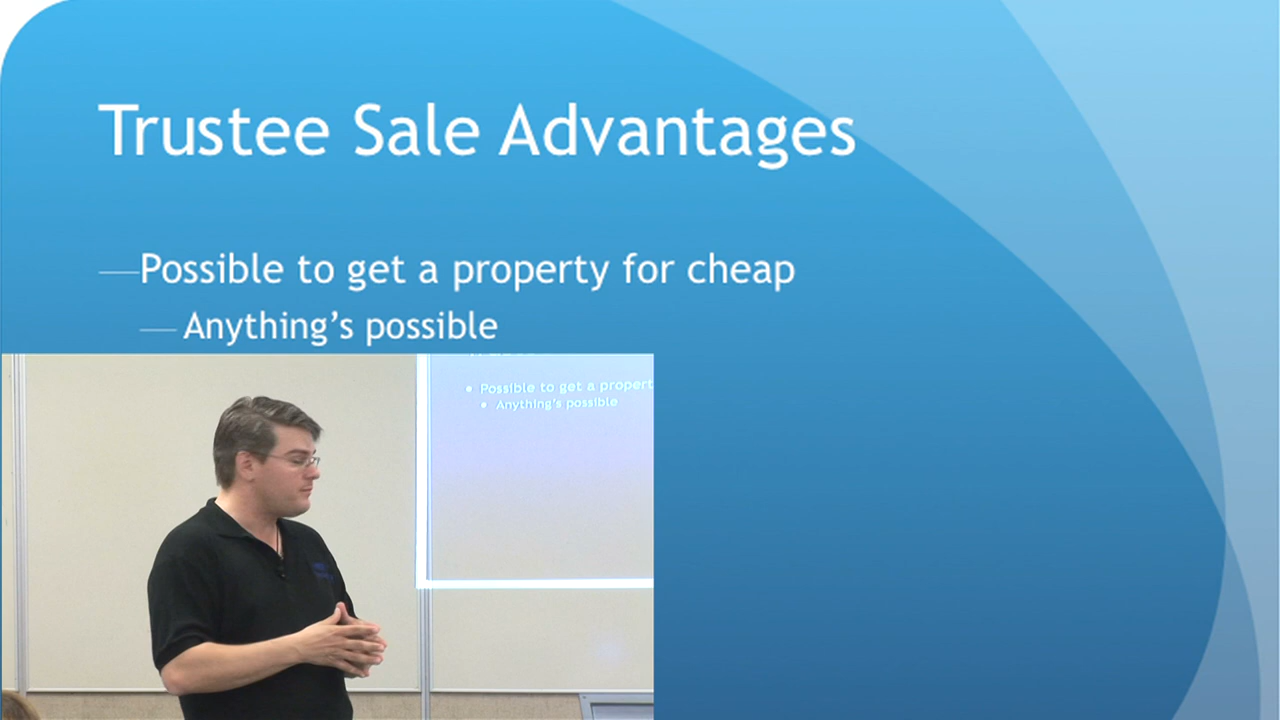 Trustee Sale Advantages
Possible to get a property for cheap
Anything's possible
Possible to get a propert
Anything's possible